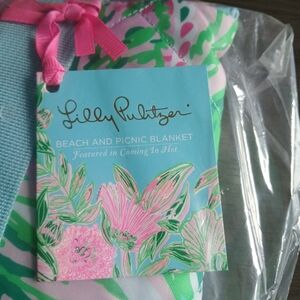 Lilly Pulitzer
BEACH AND PICNIC BLANKET
Featured in Coming In Hot